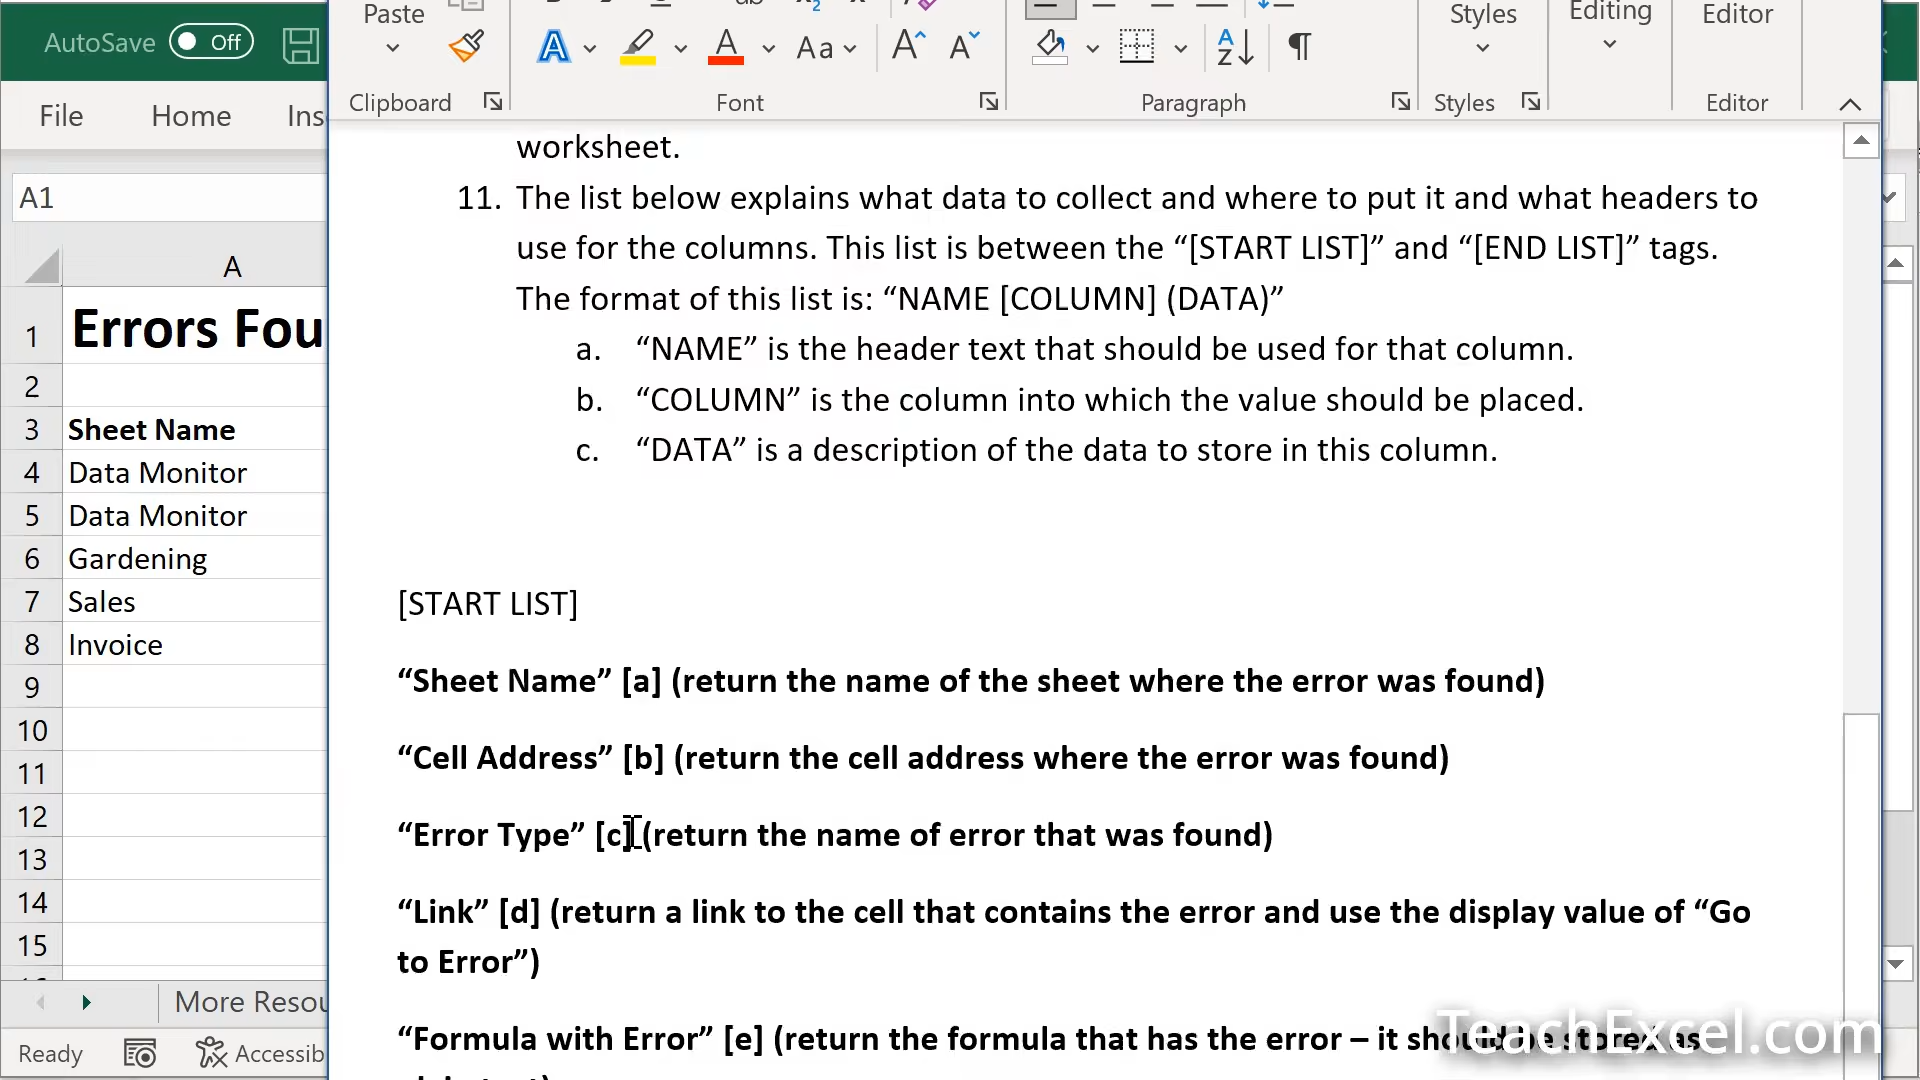 AutoSave Off
File Home Ins
A1
A
1 Errors Fou
2
3 Sheet Name
4 Data Monitor
5 Data Monitor
6 Gardening
7 Sales
8 Invoice
9
10
11
12
13
14
15
More Resou
Ready Accessib
Paste
Styles
Editing
Editor
A A Aa A A A Z ¶
Clipboard Font Paragraph Styles Editor
worksheet.
11. The list below explains what data to collect and where to put it and what headers to
use for the columns. This list is between the “[START LIST]” and “[END LIST]” tags.
The format of this list is: “NAME [COLUMN] (DATA)”
a. “NAME” is the header text that should be used for that column.
b. “COLUMN” is the column into which the value should be placed.
c. “DATA” is a description of the data to store in this column.
[START LIST]
“Sheet Name” [a] (return the name of the sheet where the error was found)
“Cell Address” [b] (return the cell address where the error was found)
“Error Type” [c] (return the name of error that was found)
“Link” [d] (return a link to the cell that contains the error and use the display value of “Go
to Error”)
“Formula with Error” [e] (return the formula that has the error – it should be stored as
TeachExcel.com